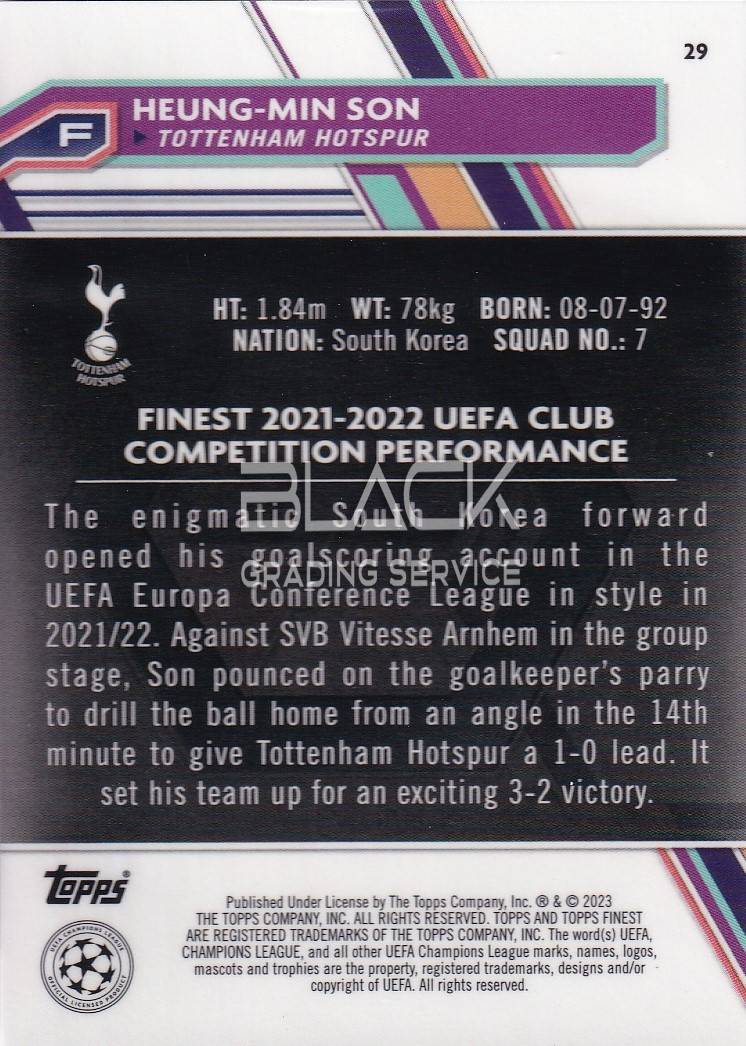 29
HEUNG-MIN SON
F
TOTTENHAM HOTSPUR
HT: 1.84m WT: 78kg BORN: 08-07-92
NATION: South Korea SQUAD NO.: 7
TOTTENHAM
HOTSPUR
FINEST 2021-2022 UEFA CLUB
COMPETITION PERFORMANCE
The enigmatic South Korea forward
opened his goalscoring account in the
UEFA Europa Conference League in style in
2021/22. Against SVB Vitesse Arnhem in the group
stage, Son pounced on the goalkeeper's parry
to drill the ball home from an angle in the 14th
minute to give Tottenham Hotspur a 1-0 lead. It
set his team up for an exciting 3-2 victory.
BLACK
GRADING SERVICE
topps®
UEFA CHAMPIONS LEAGUE
OFFICIAL LICENSED PRODUCT
Published Under License by The Topps Company, Inc. ® & © 2023
THE TOPPS COMPANY, INC. ALL RIGHTS RESERVED. TOPPS AND TOPPS FINEST
ARE REGISTERED TRADEMARKS OF THE TOPPS COMPANY, INC. The word(s) UEFA,
CHAMPIONS LEAGUE, and all other UEFA Champions League marks, names, logos,
mascots and trophies are the property, registered trademarks, designs and/or
copyright of UEFA. All rights reserved.